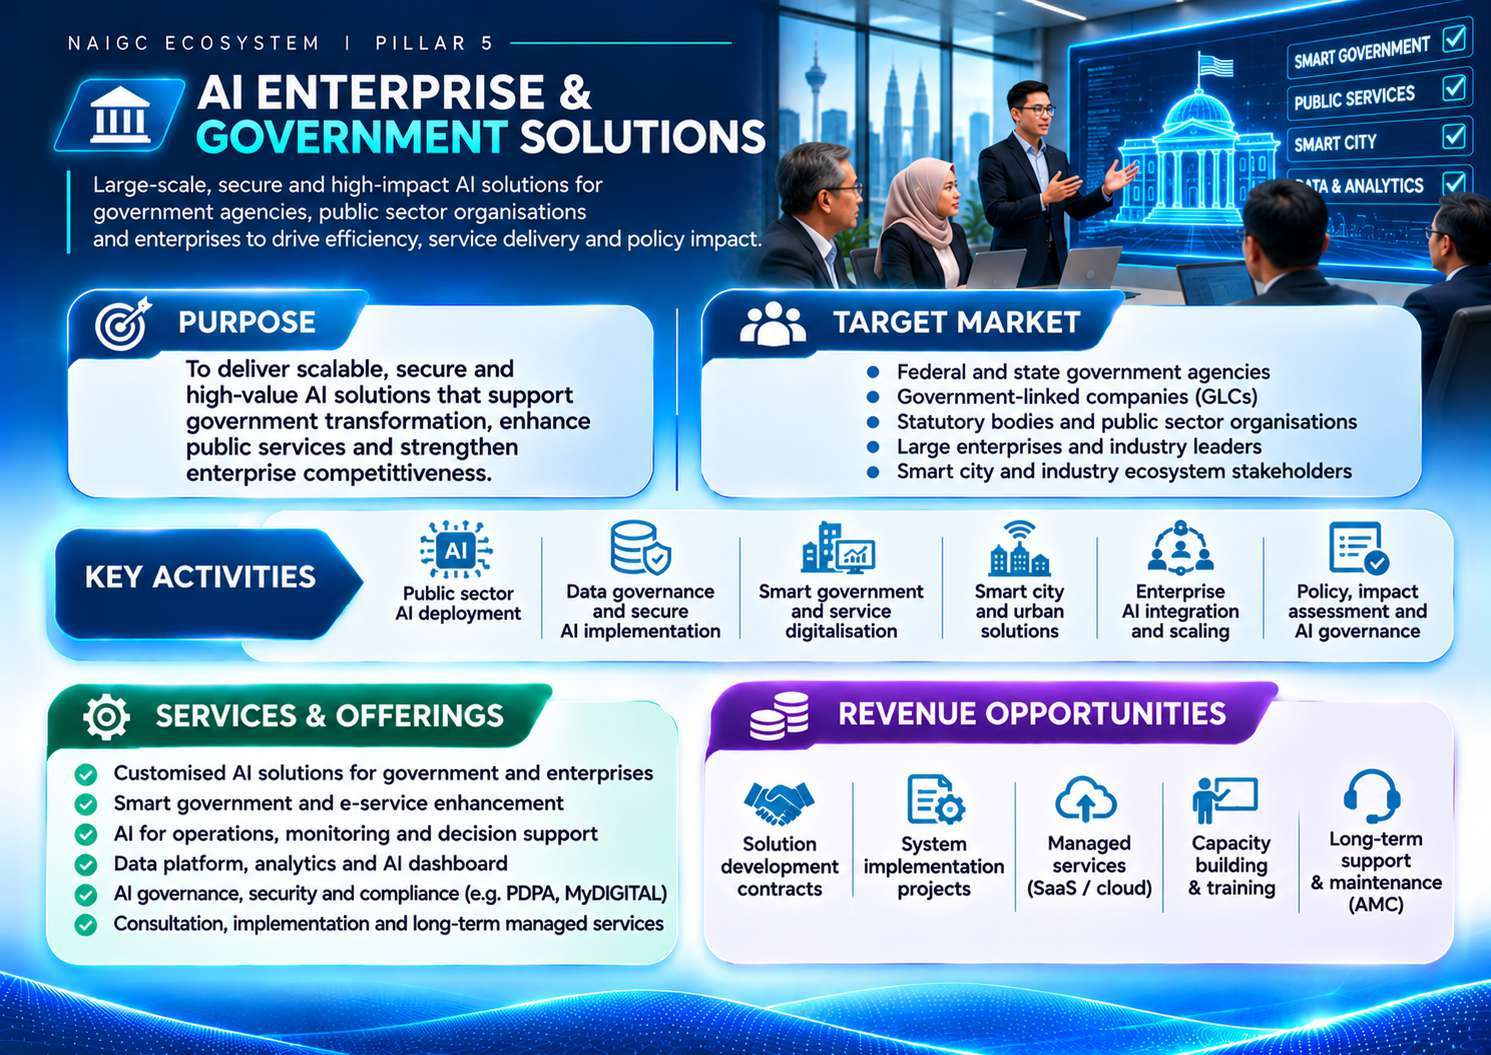 NAIGC ECOSYSTEM | PILLAR 5
AI ENTERPRISE &
GOVERNMENT SOLUTIONS
Large-scale, secure and high-impact AI solutions for
government agencies, public sector organisations
and enterprises to drive efficiency, service delivery and policy impact.
SMART GOVERNMENT
PUBLIC SERVICES
SMART CITY
DATA & ANALYTICS
PURPOSE
To deliver scalable, secure and
high-value AI solutions that support
government transformation, enhance
public services and strengthen
enterprise competitiveness.
TARGET MARKET
Federal and state government agencies
Government-linked companies (GLCs)
Statutory bodies and public sector organisations
Large enterprises and industry leaders
Smart city and industry ecosystem stakeholders
KEY ACTIVITIES
AI
Public sector
AI deployment
Data governance
and secure
AI implementation
Smart government
and service
digitalisation
Smart city
and urban
solutions
Enterprise
AI integration
and scaling
Policy, impact
assessment and
AI governance
SERVICES & OFFERINGS
Customised AI solutions for government and enterprises
Smart government and e-service enhancement
AI for operations, monitoring and decision support
Data platform, analytics and AI dashboard
AI governance, security and compliance (e.g. PDPA, MyDIGITAL)
Consultation, implementation and long-term managed services
REVENUE OPPORTUNITIES
Solution
development
contracts
System
implementation
projects
Managed
services
(SaaS / cloud)
Capacity
building
& training
Long-term
support
& maintenance
(AMC)